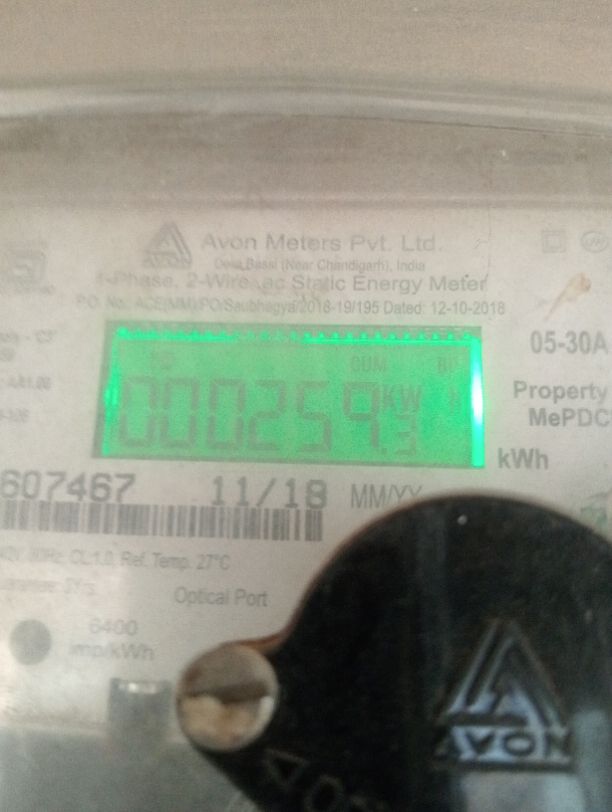 Avon Meters Pvt. Ltd.
Dera Bassi (Near Chandigarh), India
1-Phase, 2-Wire, ac Static Energy Meter
P.O. No.: ACE(MM)/PO/Saubhagya/2018-19/195 Dated: 12-10-2018
05-30A
CUM
KW
000259.3
Property
MePDC
kWh
607467 11/18 MM/YY
CL:1.0, Ref. Temp. 27°C
Optical Port
6400
imp/kWh
AVON